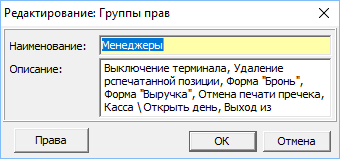 Редактирование: Группы прав
Наименование: Менеджеры
Описание: Выключение терминала, Удаление
рспечатанной позиции, Форма "Бронь",
Форма "Выручка", Отмена печати пречека,
Касса \ Открыть день, Выход из
Права OK Отмена